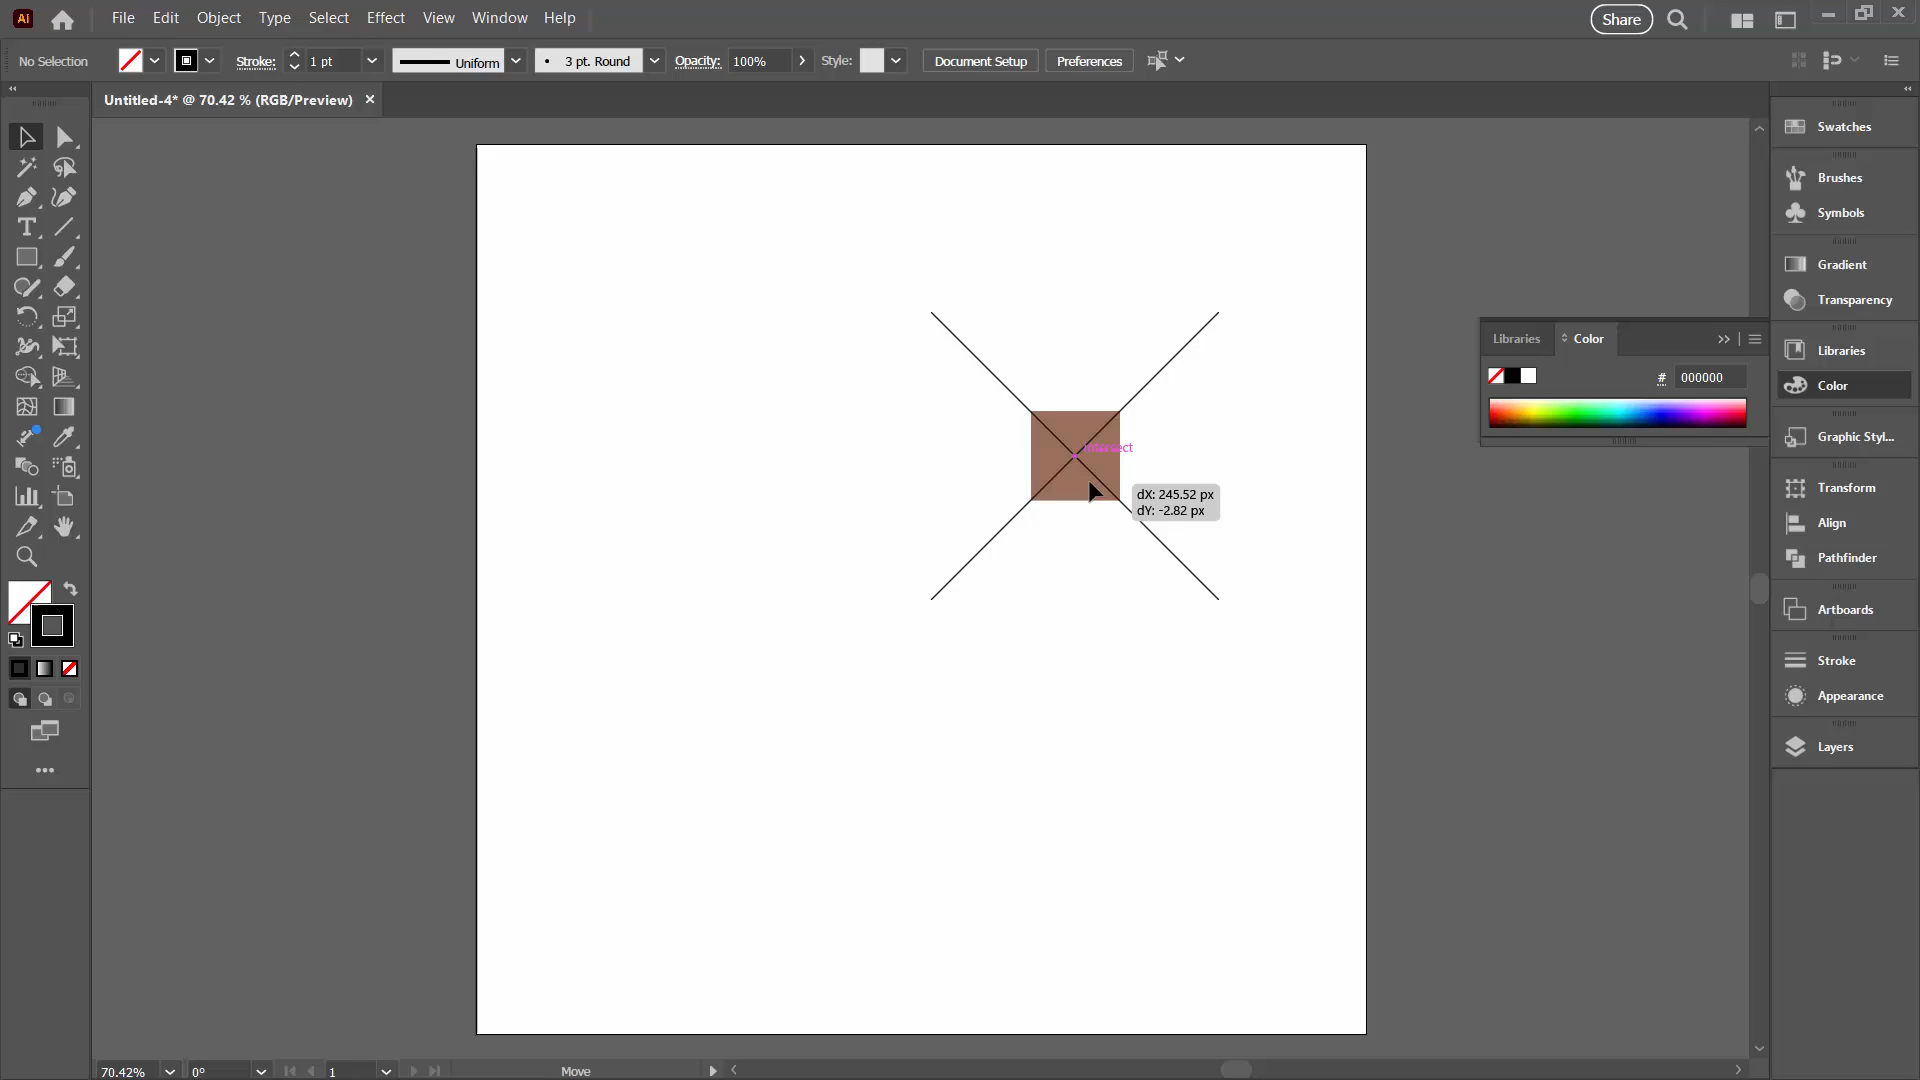 Ai File Edit Object Type Select Effect View Window Help Share
No Selection Stroke: 1 pt Uniform 3 pt. Round Opacity: 100% Style: Document Setup Preferences
Untitled-4* @ 70.42 % (RGB/Preview)
Swatches
Brushes
Symbols
Gradient
Transparency
Libraries Color
# 000000
Libraries
Color
Graphic Styl...
intersect
dX: 245.52 px
dY: -2.82 px
Transform
Align
Pathfinder
Artboards
Stroke
Appearance
Layers
70.42% 0° 1 Move